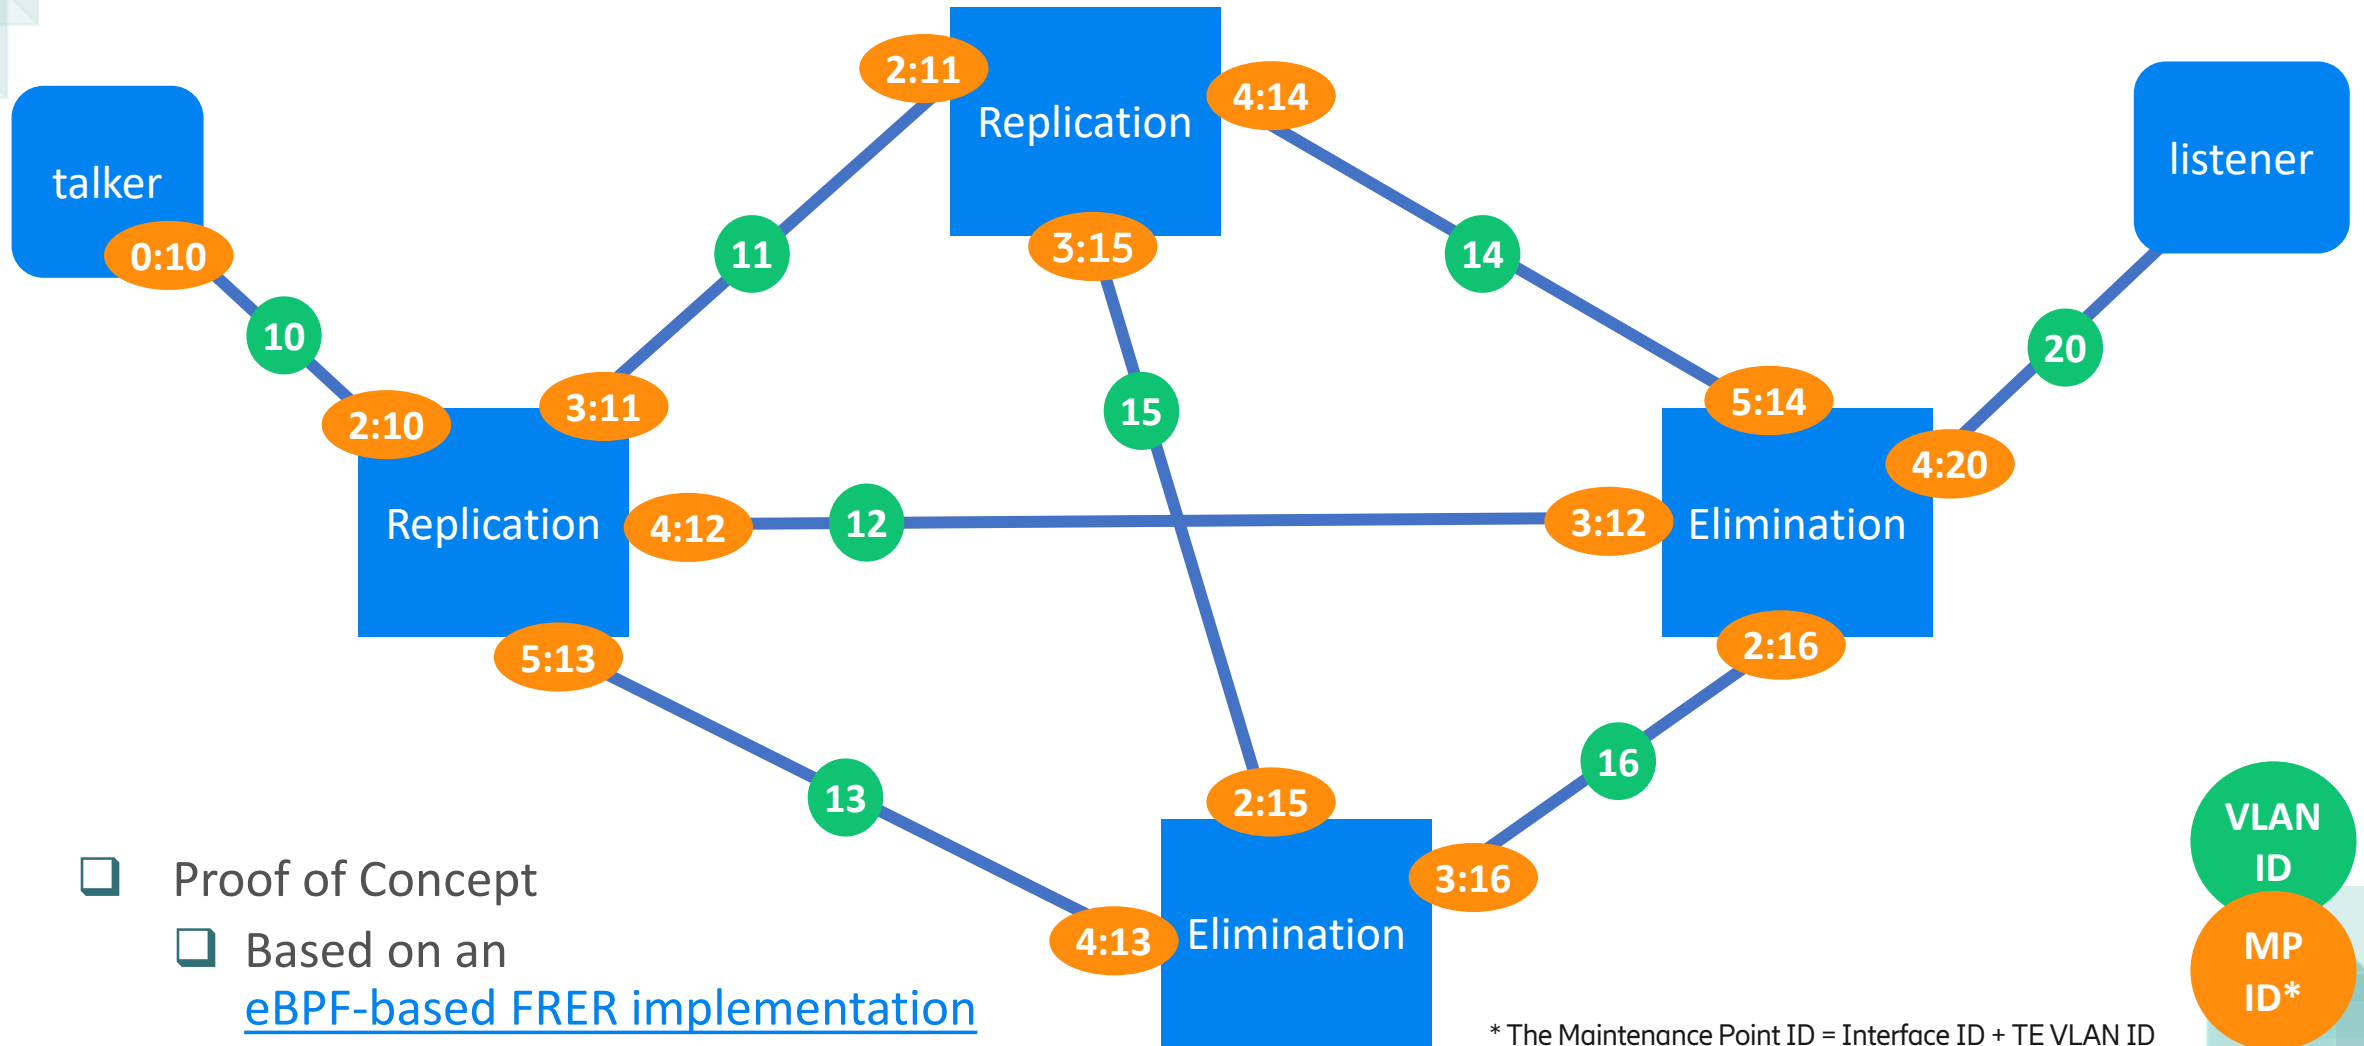 2:11
Replication
4:14
talker
listener
0:10
3:15
11
14
10
20
2:10
3:11
15
5:14
4:20
Replication
4:12
12
3:12
Elimination
5:13
2:16
13
16
2:15
3:16
4:13
Elimination
VLAN
ID
MP
ID*
❑ Proof of Concept
❑ Based on an
eBPF-based FRER implementation
* The Maintenance Point ID = Interface ID + TE VLAN ID